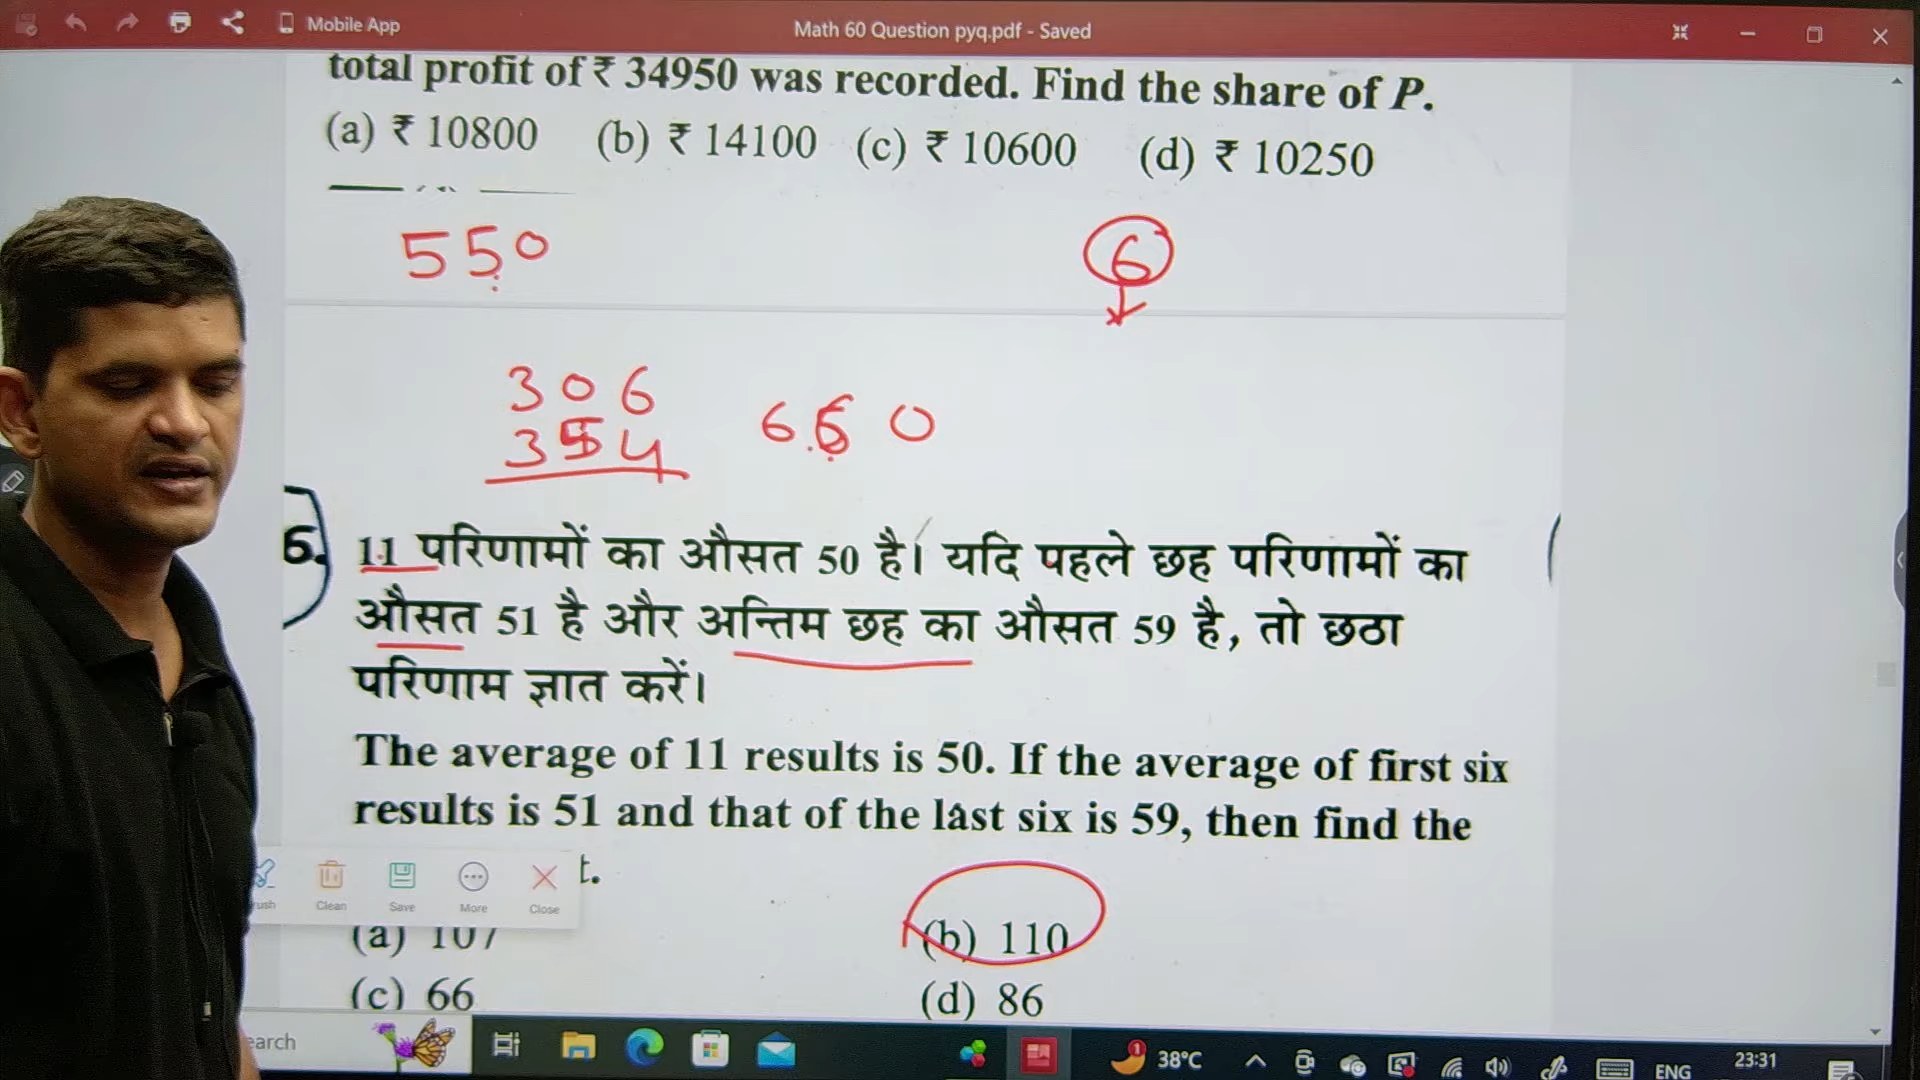 Mobile App
Math 60 Question pyq.pdf - Saved
total profit of ₹ 34950 was recorded. Find the share of P.
(a) ₹ 10800 (b) ₹ 14100 (c) ₹ 10600 (d) ₹ 10250
550
6
306
354
660
11 परिणामों का औसत 50 है। यदि पहले छह परिणामों का
औसत 51 है और अन्तिम छह का औसत 59 है, तो छठा
परिणाम ज्ञात करें।
The average of 11 results is 50. If the average of first six
results is 51 and that of the last six is 59, then find the
t.
Clean Save More Close
(a) 107 (b) 110
(c) 66 (d) 86
earch
38°C
ENG
23:31